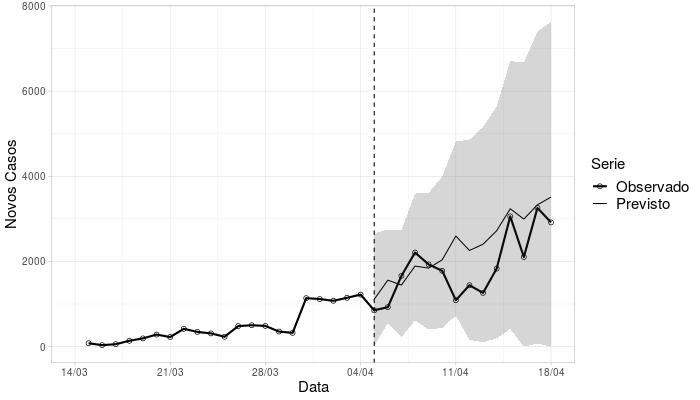 8000
6000
4000
2000
0
Novos Casos
14/03
21/03
28/03
04/04
11/04
18/04
Data
Serie
Observado
Previsto